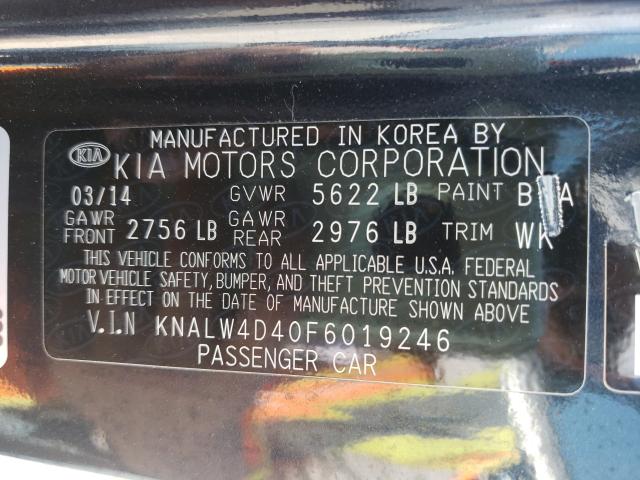 MANUFACTURED IN KOREA BY
KIA KIA MOTORS CORPORATION
03/14 GVWR 5622 LB PAINT
GAWR FRONT 2756 LB GAWR REAR 2976 LB TRIM WK
THIS VEHICLE CONFORMS TO ALL APPLICABLE U.S.A. FEDERAL
MOTOR VEHICLE SAFETY, BUMPER, AND THEFT PREVENTION STANDARDS
IN EFFECT ON THE DATE OF MANUFACTURE SHOWN ABOVE
V.I.N KNALW4D40F6019246
PASSENGER CAR